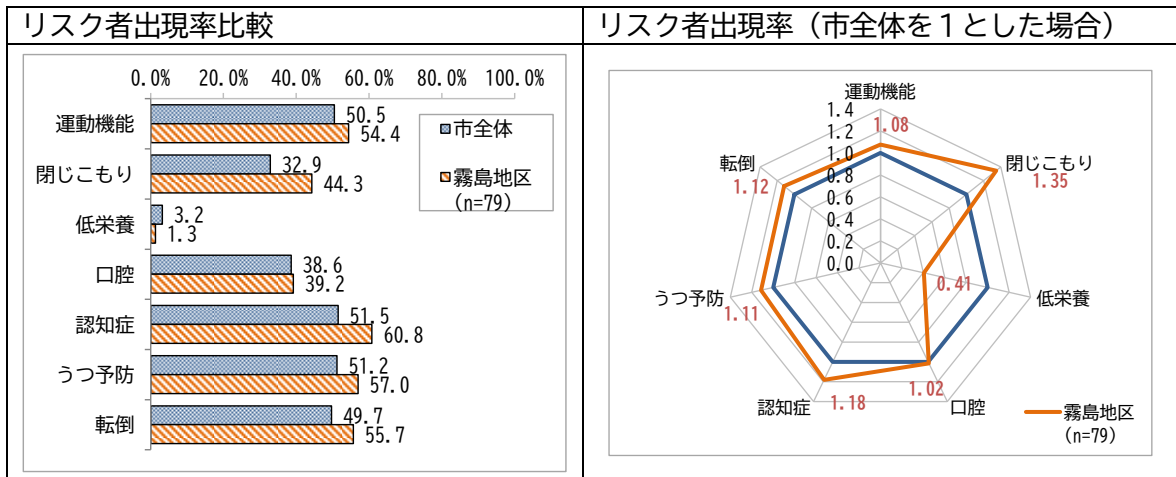 リスク者出現率比較
0.0% 20.0% 40.0% 60.0% 80.0% 100.0%
運動機能 50.5
54.4
閉じこもり 32.9
44.3
低栄養 3.2
1.3
口腔 38.6
39.2
認知症 51.5
60.8
うつ予防 51.2
57.0
転倒 49.7
55.7
市全体
霧島地区
(n=79)
リスク者出現率（市全体を１とした場合）
運動機能
1.4
1.2
1.0
0.8
0.6
0.4
0.2
0.0
1.08
閉じこもり
1.35
低栄養
0.41
口腔
1.02
認知症
1.18
うつ予防
1.11
転倒
1.12
霧島地区
(n=79)